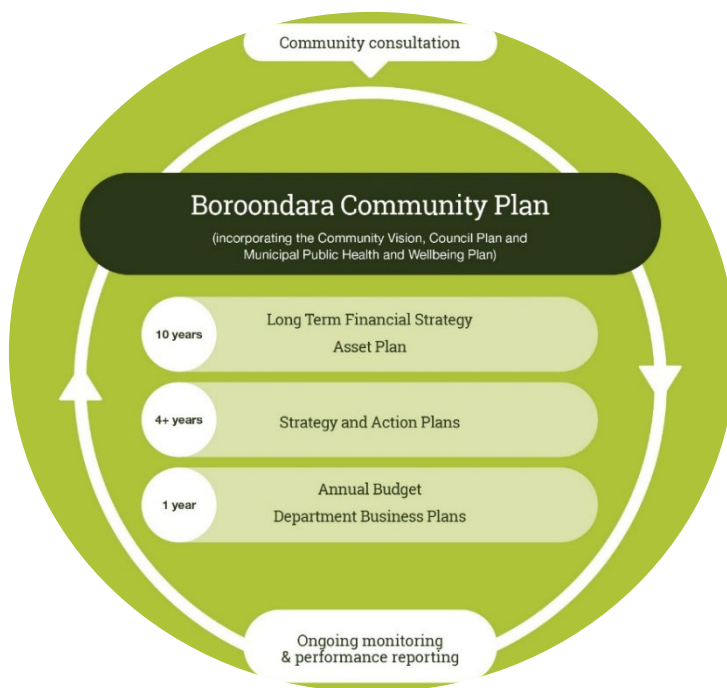 Community consultation
Boroondara Community Plan
(incorporating the Community Vision, Council Plan and
Municipal Public Health and Wellbeing Plan)
10 years
Long Term Financial Strategy
Asset Plan
4+ years
Strategy and Action Plans
1 year
Annual Budget
Department Business Plans
Ongoing monitoring
& performance reporting